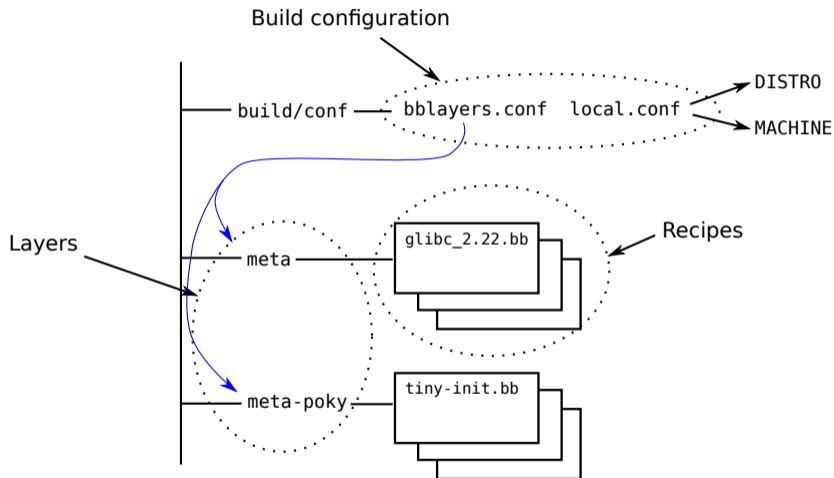 Build configuration
DISTRO
build/conf
bblayers.conf
local.conf
MACHINE
Layers
Recipes
glibc_2.22.bb
meta
tiny-init.bb
meta-poky